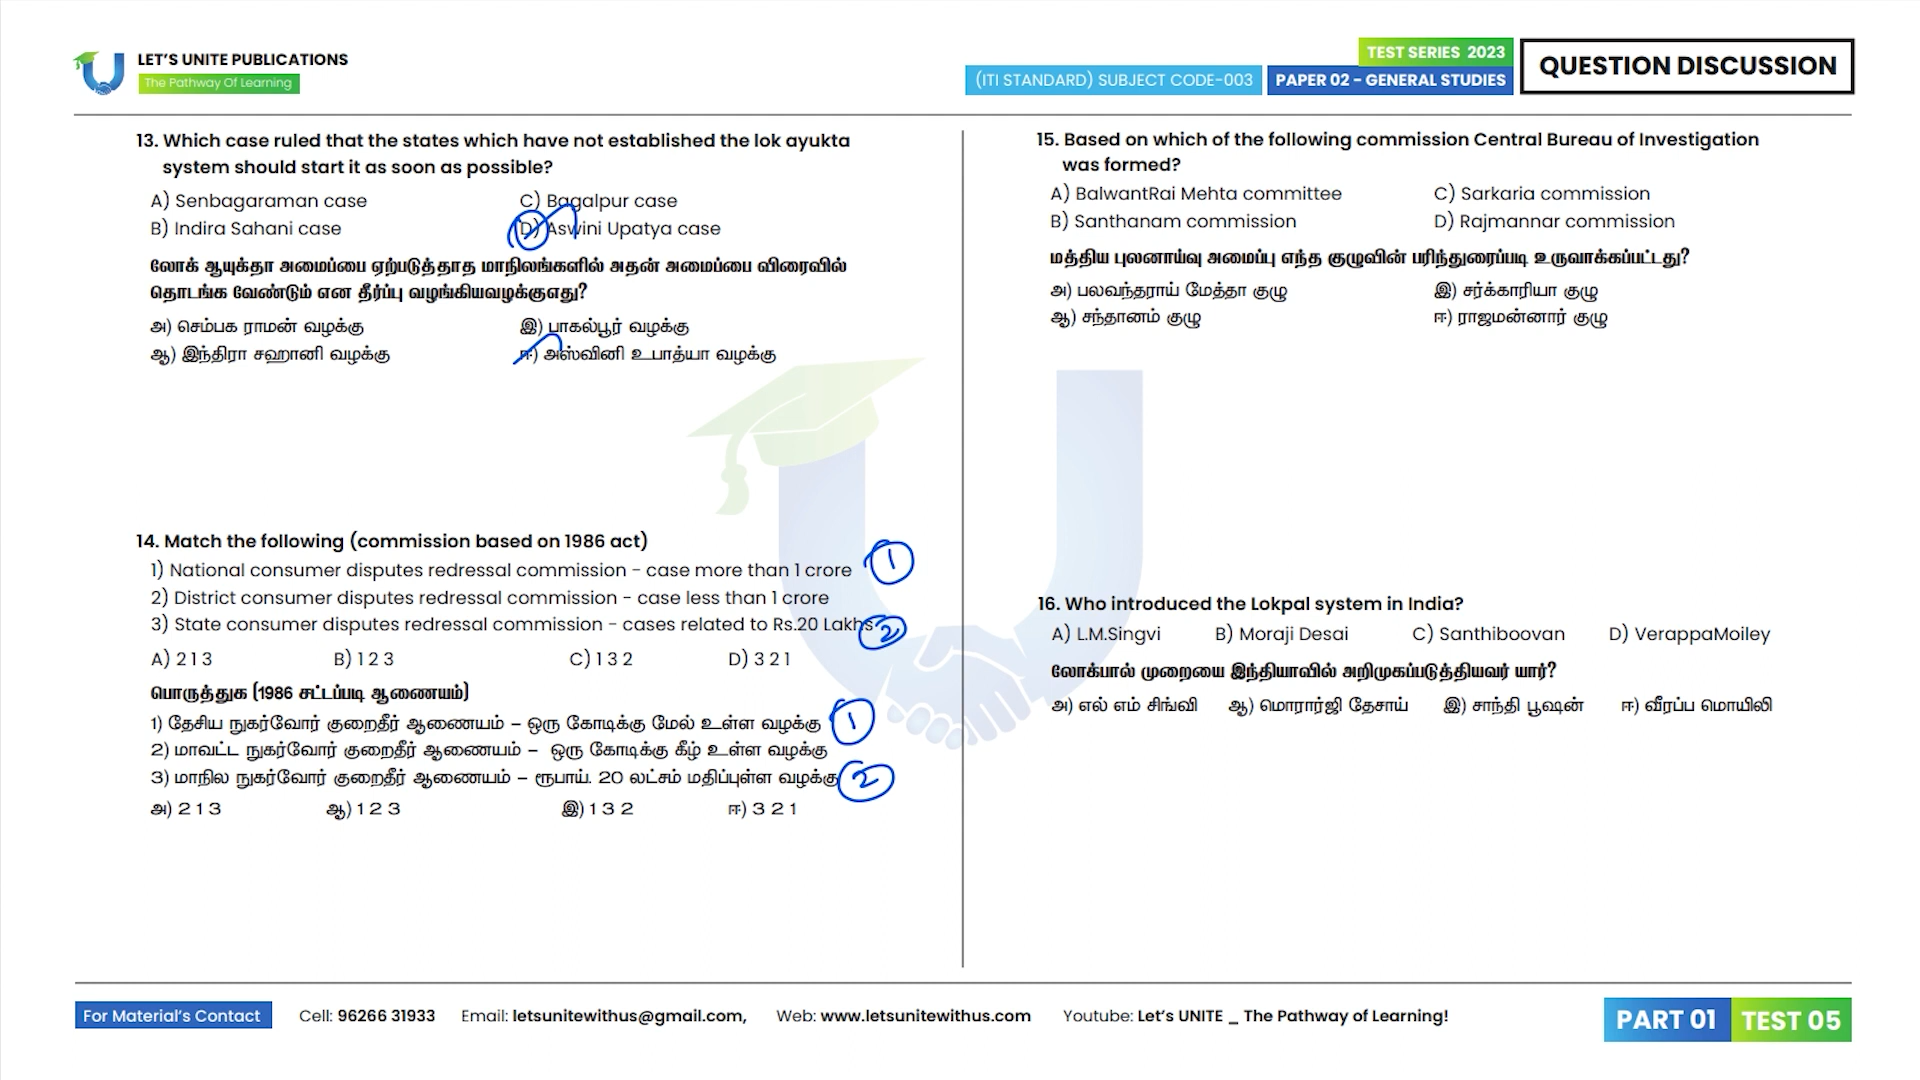 LET'S UNITE PUBLICATIONS
The Pathway Of Learning
TEST SERIES 2023
(ITI STANDARD) SUBJECT CODE-003
PAPER 02 - GENERAL STUDIES
QUESTION DISCUSSION
13. Which case ruled that the states which have not established the lok ayukta
system should start it as soon as possible?
A) Senbagaraman case C) Bagalpur case
B) Indira Sahani case D) Aswini Upatya case
லோக் ஆயுக்தா அமைப்பை ஏற்படுத்தாத மாநிலங்களில் அதன் அமைப்பை விரைவில்
தொடங்க வேண்டும் என தீர்ப்பு வழங்கியவழக்குஎது?
அ) செம்பக ராமன் வழக்கு இ) பாகல்பூர் வழக்கு
ஆ) இந்திரா சஹானி வழக்கு ஈ) அஸ்வினி உபாத்யா வழக்கு
14. Match the following (commission based on 1986 act)
1) National consumer disputes redressal commission - case more than 1 crore 1
2) District consumer disputes redressal commission - case less than 1 crore
3) State consumer disputes redressal commission - cases related to Rs.20 Lakhs 2
A) 2 1 3 B) 1 2 3 C) 1 3 2 D) 3 2 1
பொருத்துக (1986 சட்டப்படி ஆணையம்)
1) தேசிய நுகர்வோர் குறைதீர் ஆணையம் – ஒரு கோடிக்கு மேல் உள்ள வழக்கு 1
2) மாவட்ட நுகர்வோர் குறைதீர் ஆணையம் – ஒரு கோடிக்கு கீழ் உள்ள வழக்கு
3) மாநில நுகர்வோர் குறைதீர் ஆணையம் – ரூபாய். 20 லட்சம் மதிப்புள்ள வழக்கு 2
அ) 2 1 3 ஆ) 1 2 3 இ) 1 3 2 ஈ) 3 2 1
15. Based on which of the following commission Central Bureau of Investigation
was formed?
A) BalwantRai Mehta committee C) Sarkaria commission
B) Santhanam commission D) Rajmannar commission
மத்திய புலனாய்வு அமைப்பு எந்த குழுவின் பரிந்துரைப்படி உருவாக்கப்பட்டது?
அ) பலவந்தராய் மேத்தா குழு இ) சர்க்காரியா குழு
ஆ) சந்தானம் குழு ஈ) ராஜமன்னார் குழு
16. Who introduced the Lokpal system in India?
A) L.M.Singvi B) Moraji Desai C) Santhiboovan D) VerappaMoiley
லோக்பால் முறையை இந்தியாவில் அறிமுகப்படுத்தியவர் யார்?
அ) எல் எம் சிங்வி ஆ) மொரார்ஜி தேசாய் இ) சாந்தி பூஷன் ஈ) வீரப்ப மொயிலி
For Material's Contact Cell: 96266 31933 Email: letsunitewithus@gmail.com, Web: www.letsunitewithus.com Youtube: Let's UNITE _ The Pathway of Learning!
PART 01 TEST 05